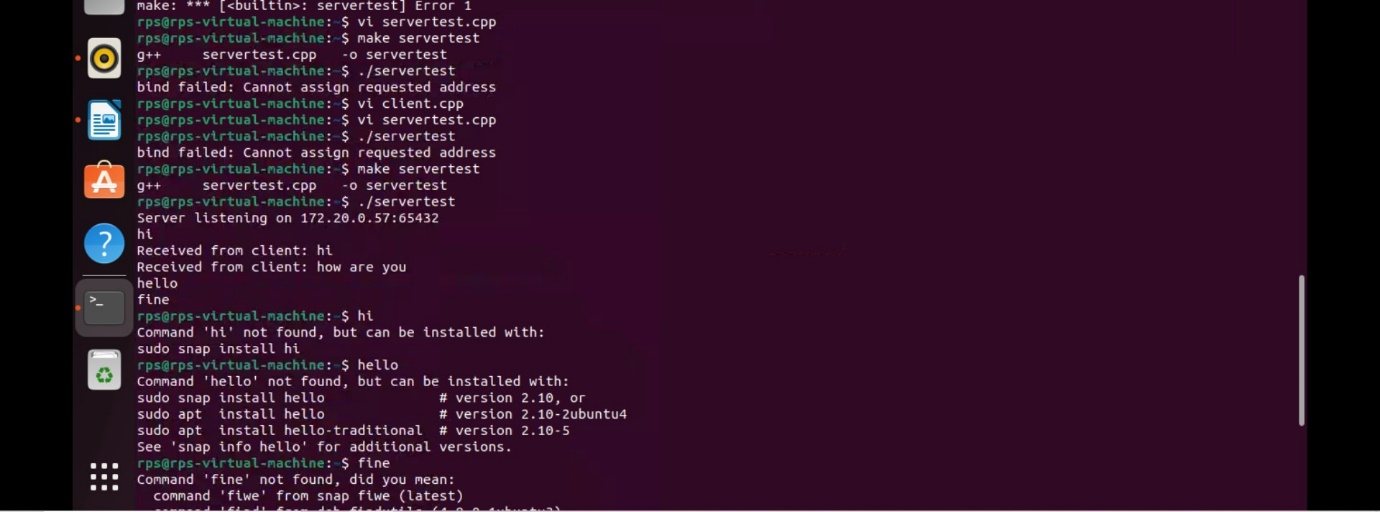 make: *** [<builtin>: servertest] Error 1
rps@rps-virtual-machine:~$ vi servertest.cpp
rps@rps-virtual-machine:~$ make servertest
g++     servertest.cpp   -o servertest
rps@rps-virtual-machine:~$ ./servertest
bind failed: Cannot assign requested address
rps@rps-virtual-machine:~$ vi client.cpp
rps@rps-virtual-machine:~$ vi servertest.cpp
rps@rps-virtual-machine:~$ ./servertest
bind failed: Cannot assign requested address
rps@rps-virtual-machine:~$ make servertest
g++     servertest.cpp   -o servertest
rps@rps-virtual-machine:~$ ./servertest
Server listening on 172.20.0.57:65432
hi
Received from client: hi
Received from client: how are you
hello
fine
rps@rps-virtual-machine:~$ hi
Command 'hi' not found, but can be installed with:
sudo snap install hi
rps@rps-virtual-machine:~$ hello
Command 'hello' not found, but can be installed with:
sudo snap install hello              # version 2.10, or
sudo apt  install hello              # version 2.10-2ubuntu4
sudo apt  install hello-traditional  # version 2.10-5
See 'snap info hello' for additional versions.
rps@rps-virtual-machine:~$ fine
Command 'fine' not found, did you mean:
  command 'fiwe' from snap fiwe (latest)